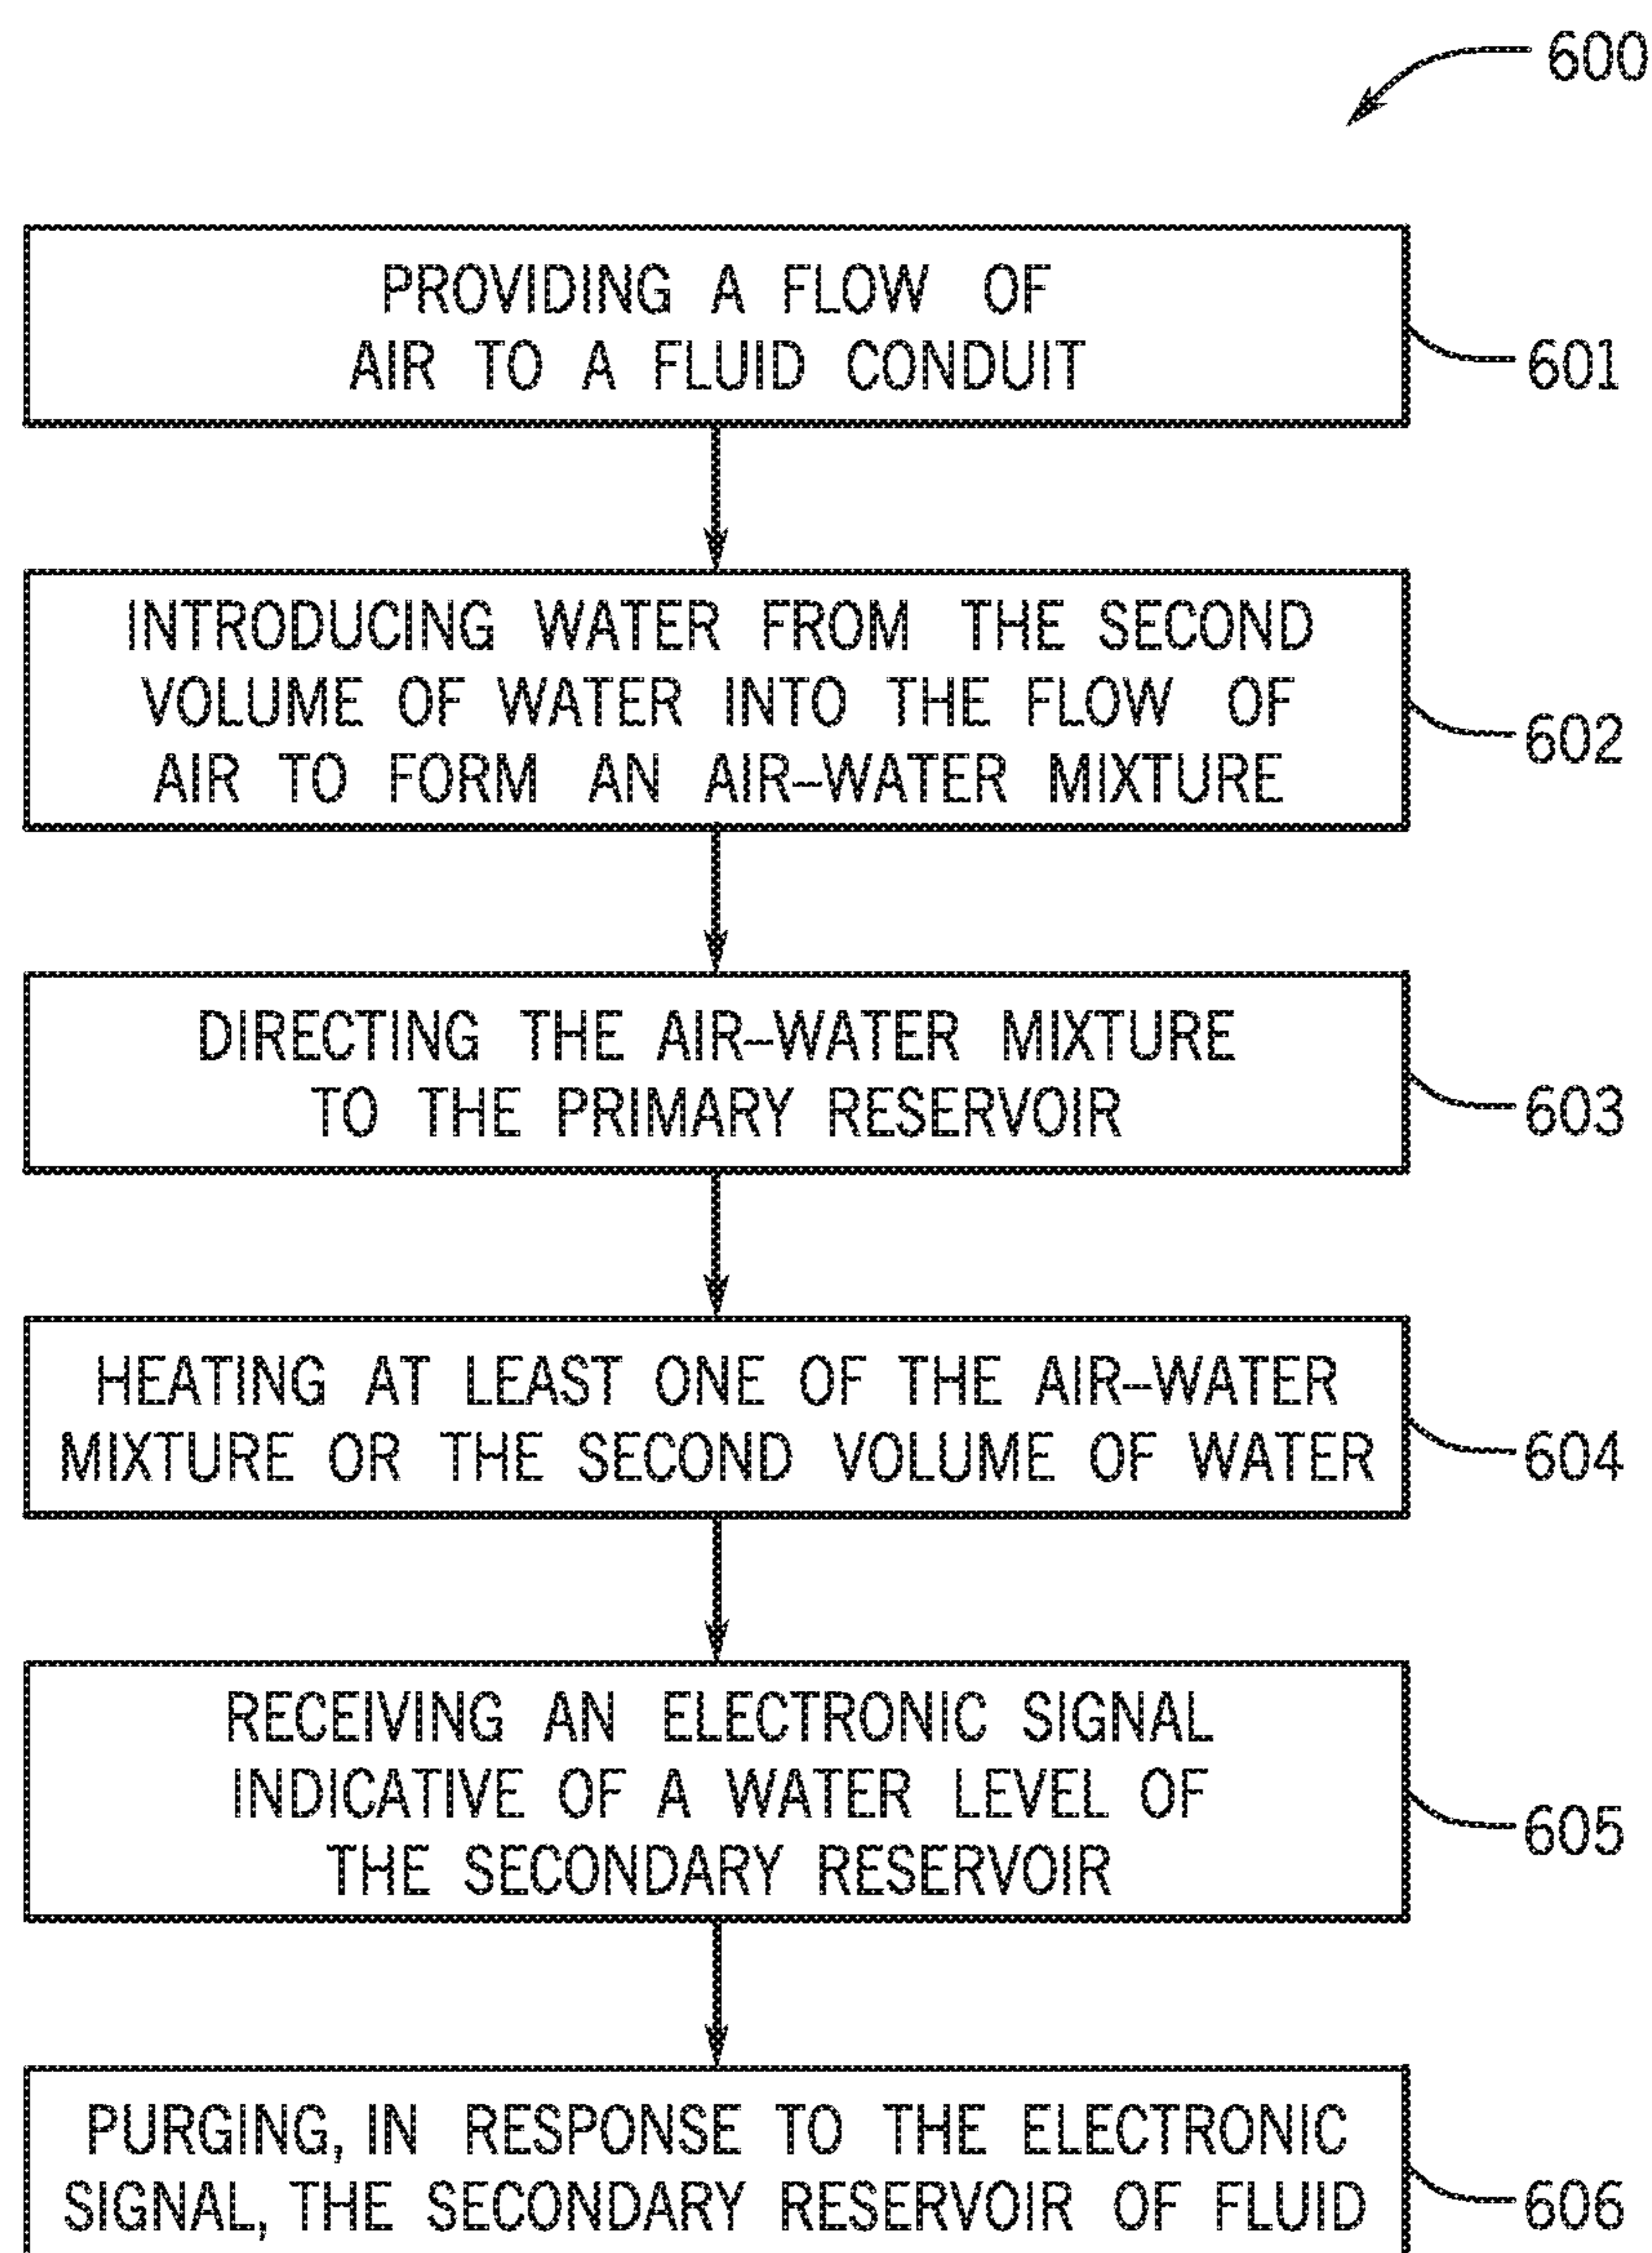 600
PROVIDING A FLOW OF
AIR TO A FLUID CONDUIT
601
INTRODUCING WATER FROM THE SECOND
VOLUME OF WATER INTO THE FLOW OF
AIR TO FORM AN AIR–WATER MIXTURE
602
DIRECTING THE AIR–WATER MIXTURE
TO THE PRIMARY RESERVOIR
603
HEATING AT LEAST ONE OF THE AIR–WATER
MIXTURE OR THE SECOND VOLUME OF WATER
604
RECEIVING AN ELECTRONIC SIGNAL
INDICATIVE OF A WATER LEVEL OF
THE SECONDARY RESERVOIR
605
PURGING, IN RESPONSE TO THE ELECTRONIC
SIGNAL, THE SECONDARY RESERVOIR OF FLUID
606